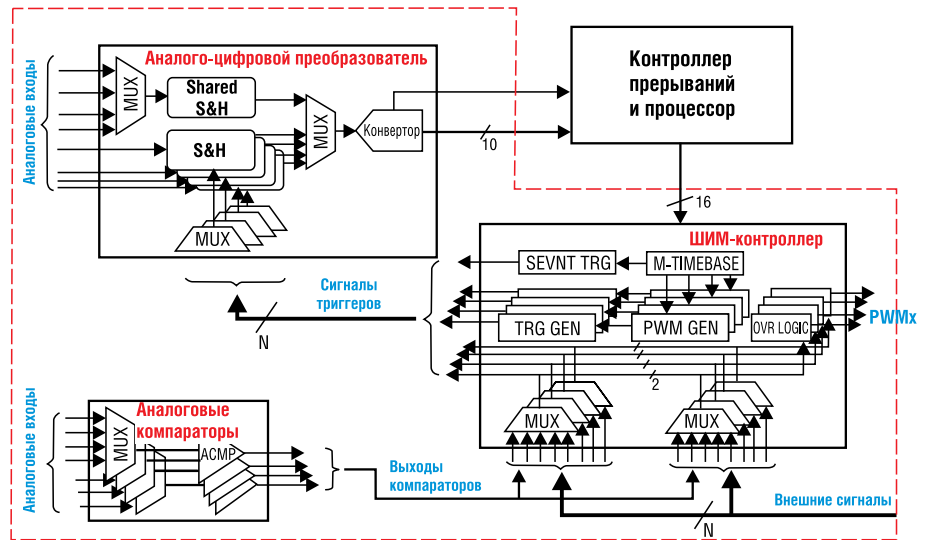 Аналого-цифровой преобразователь
Аналоговые входы
MUX
Shared
S&H
S&H
MUX
Конвертор
MUX
10
Контроллер
прерываний
и процессор
16
ШИМ-контроллер
SEVNT TRG
M-TIMEBASE
TRG GEN
PWM GEN
OVR LOGIC
PWMx
2
MUX
MUX
Сигналы
триггеров
N
Аналоговые входы
Аналоговые
компараторы
MUX
ACMP
Выходы
компараторов
Внешние сигналы
N